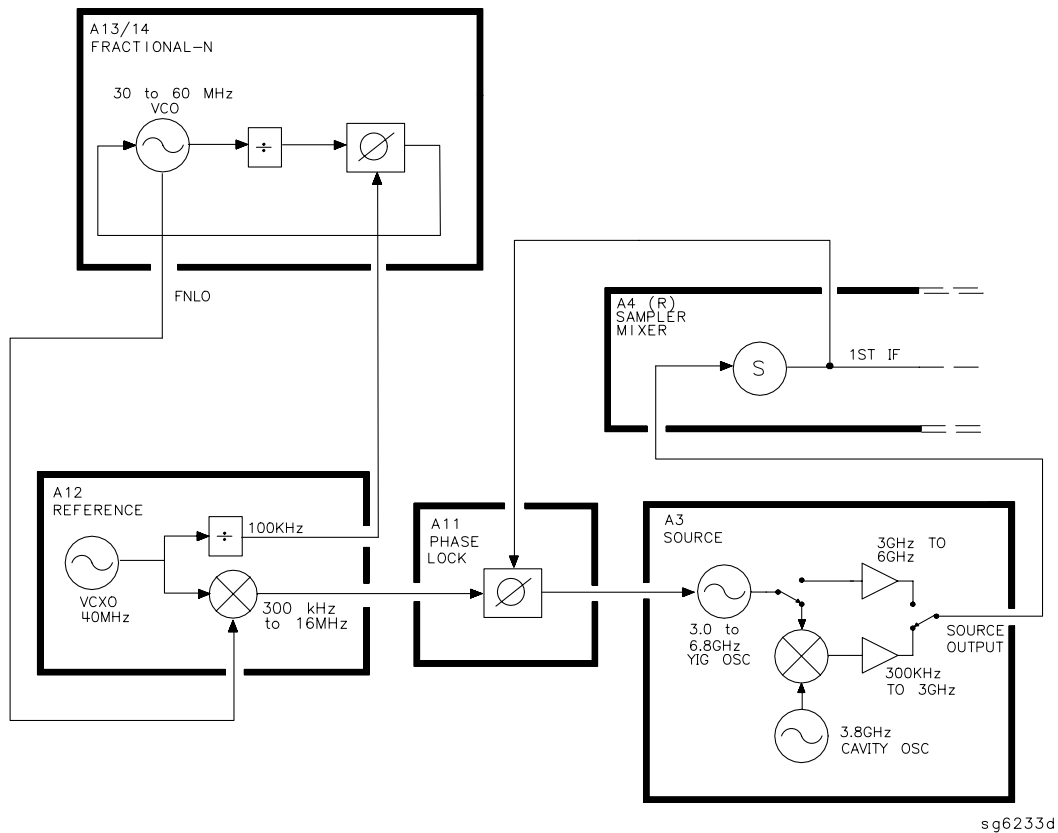 A13/14
FRACTIONAL-N
30 to 60 MHz
VCO
÷
FNLO
A4 (R)
SAMPLER
MIXER
S
1ST IF
A12
REFERENCE
÷
100KHz
VCXO
40MHz
300 kHz
to 16MHz
A11
PHASE
LOCK
A3
SOURCE
3GHz TO
6GHz
3.0 to
6.8GHz
YIG OSC
SOURCE
OUTPUT
300KHz
TO 3GHz
3.8GHz
CAVITY OSC
sg6233d